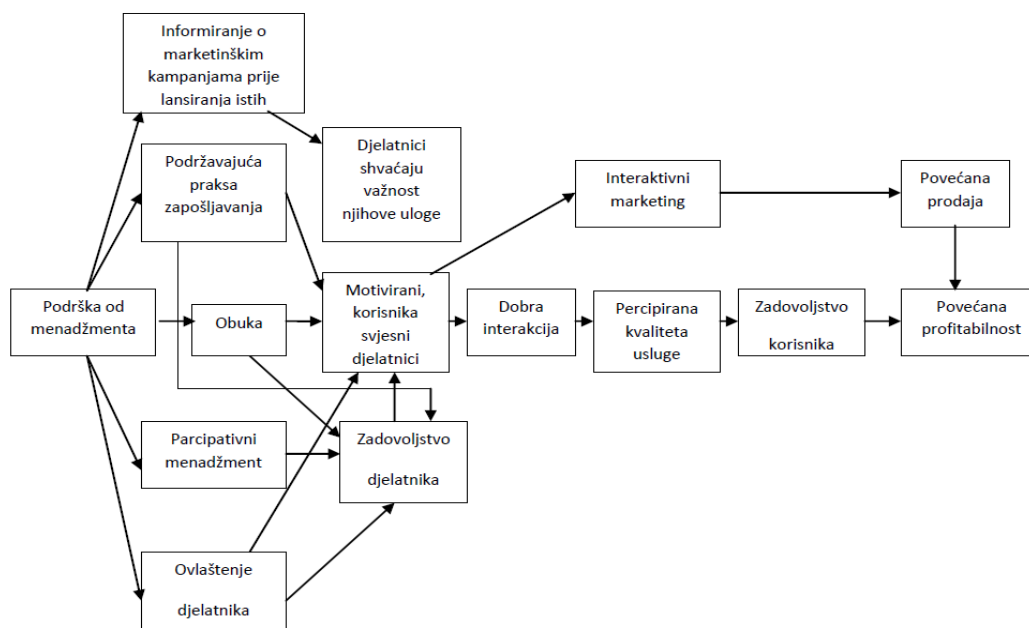 Informiranje o
marketinškim
kampanjama prije
lansiranja istih
Djelatnici
shvaćaju
važnost
njihove uloge
Podržavajuća
praksa
zapošljavanja
Interaktivni
marketing
Povećana
prodaja
Podrška od
menadžmenta
Obuka
Motivirani,
korisnika
svjesni
djelatnici
Dobra
interakcija
Percipirana
kvaliteta
usluge
Zadovoljstvo
korisnika
Povećana
profitabilnost
Parcipativni
menadžment
Zadovoljstvo
djelatnika
Ovlaštenje
djelatnika